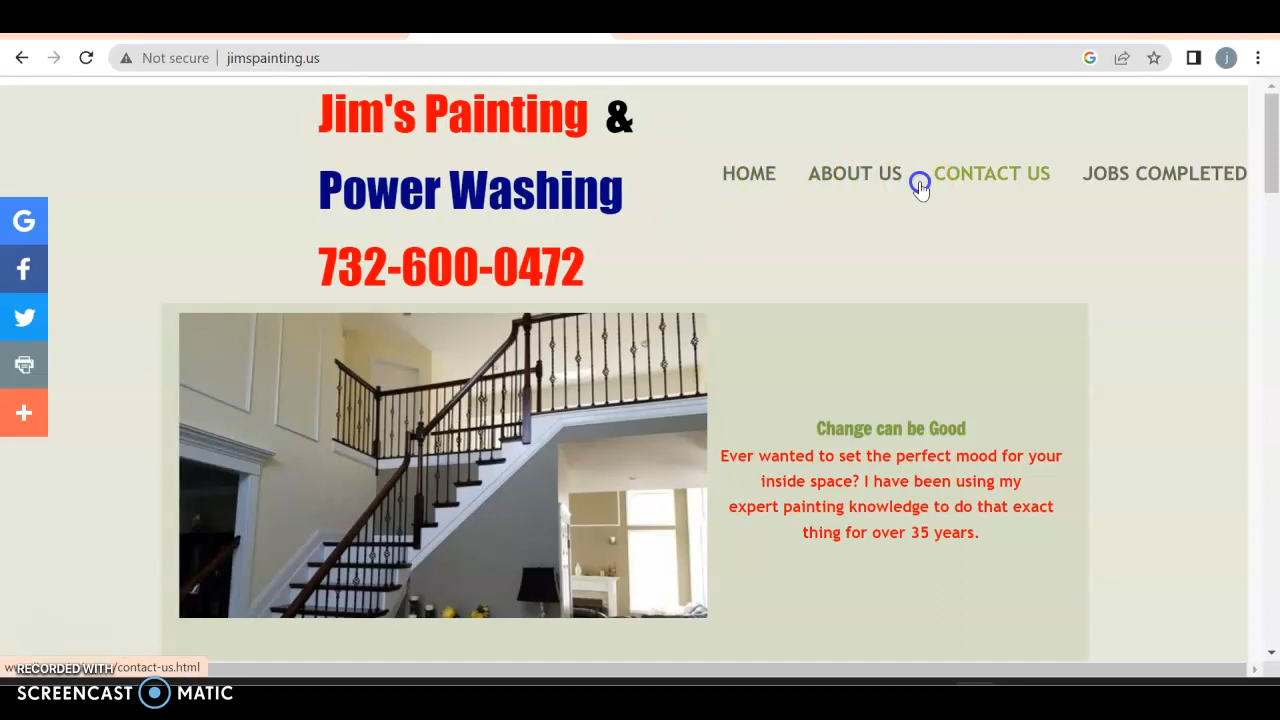 Not secure
jimspainting.us
j
Jim's Painting &
Power Washing
732-600-0472
HOME
ABOUT US
CONTACT US
JOBS COMPLETED
Change can be Good
Ever wanted to set the perfect mood for your
inside space? I have been using my
expert painting knowledge to do that exact
thing for over 35 years.
/contact-us.html
RECORDED WITH
SCREENCAST MATIC